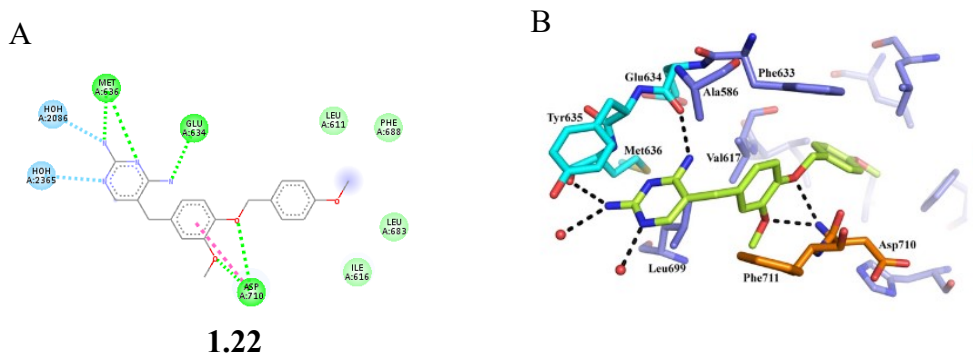 A
MET
A:636
HOH
A:2086
GLU
A:634
LEU
A:611
PHE
A:688
HOH
A:2365
LEU
A:683
ILE
A:616
ASP
A:710
1.22
B
Glu634
Phe633
Ala586
Tyr635
Met636
Val617
Asp710
Leu699
Phe711